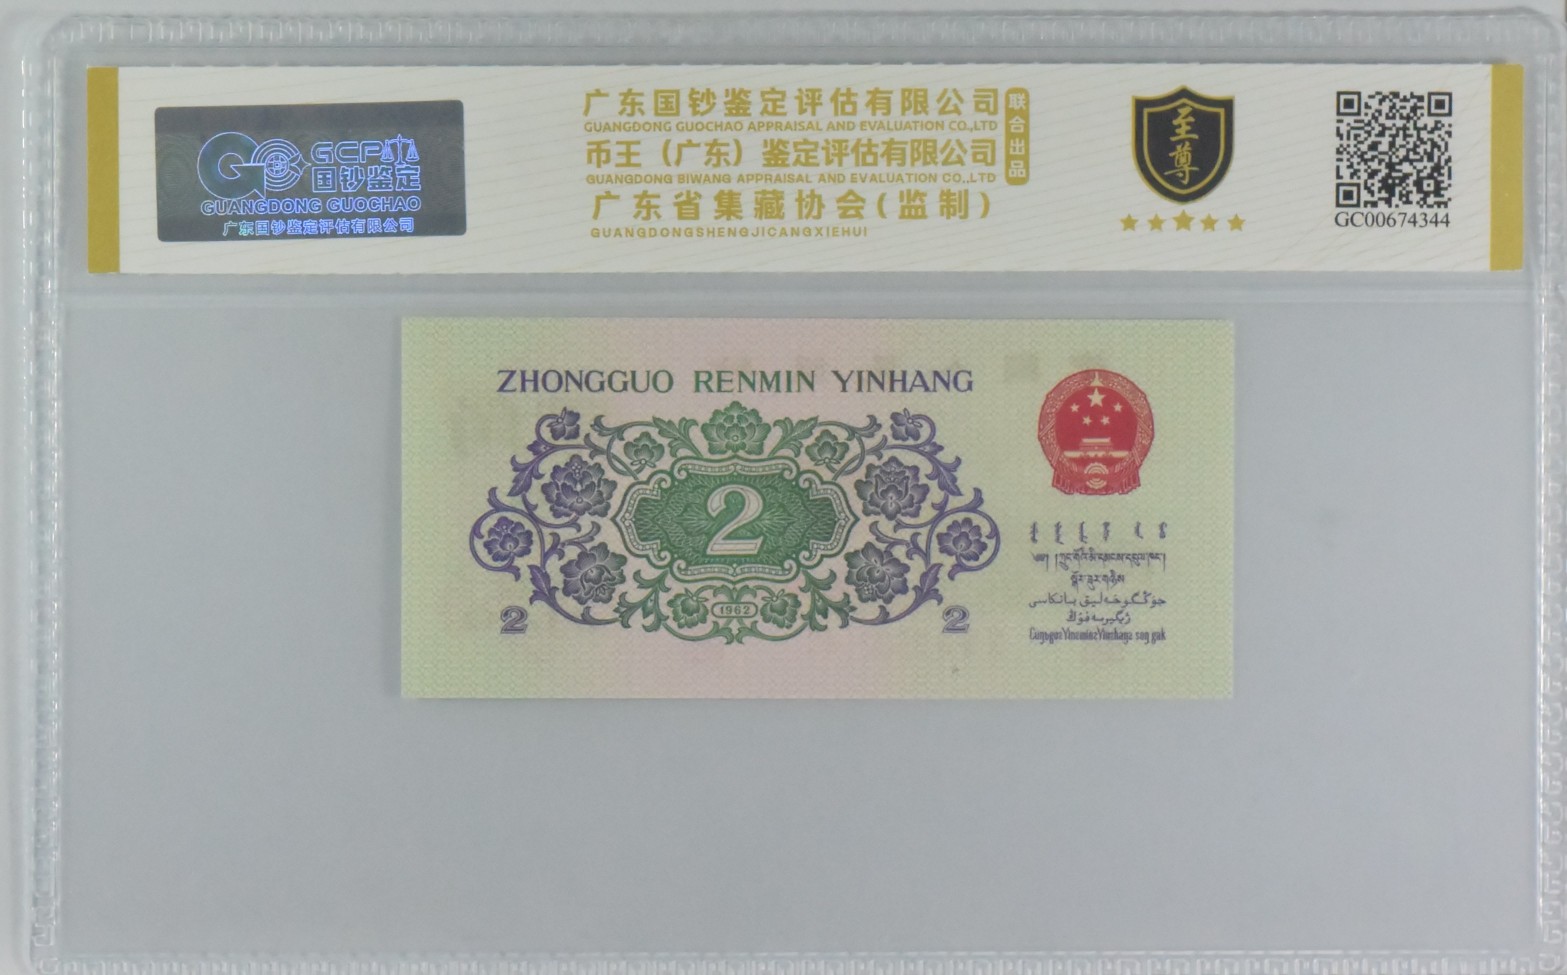 GCP
国钞鉴定
GUANGDONG GUOCHAO
广东国钞鉴定评估有限公司
广东国钞鉴定评估有限公司
GUANGDONG GUOCHAO APPRAISAL AND EVALUATION CO.,LTD
币王（广东）鉴定评估有限公司
GUANGDONG BIWANG APPRAISAL AND EVALUATION CO.,LTD
联合出品
广东省集藏协会(监制)
GUANGDONGSHENGJICANGXIEHUI
至尊
GC00674344
ZHONGGUO RENMIN YINHANG
2
1962
2
2